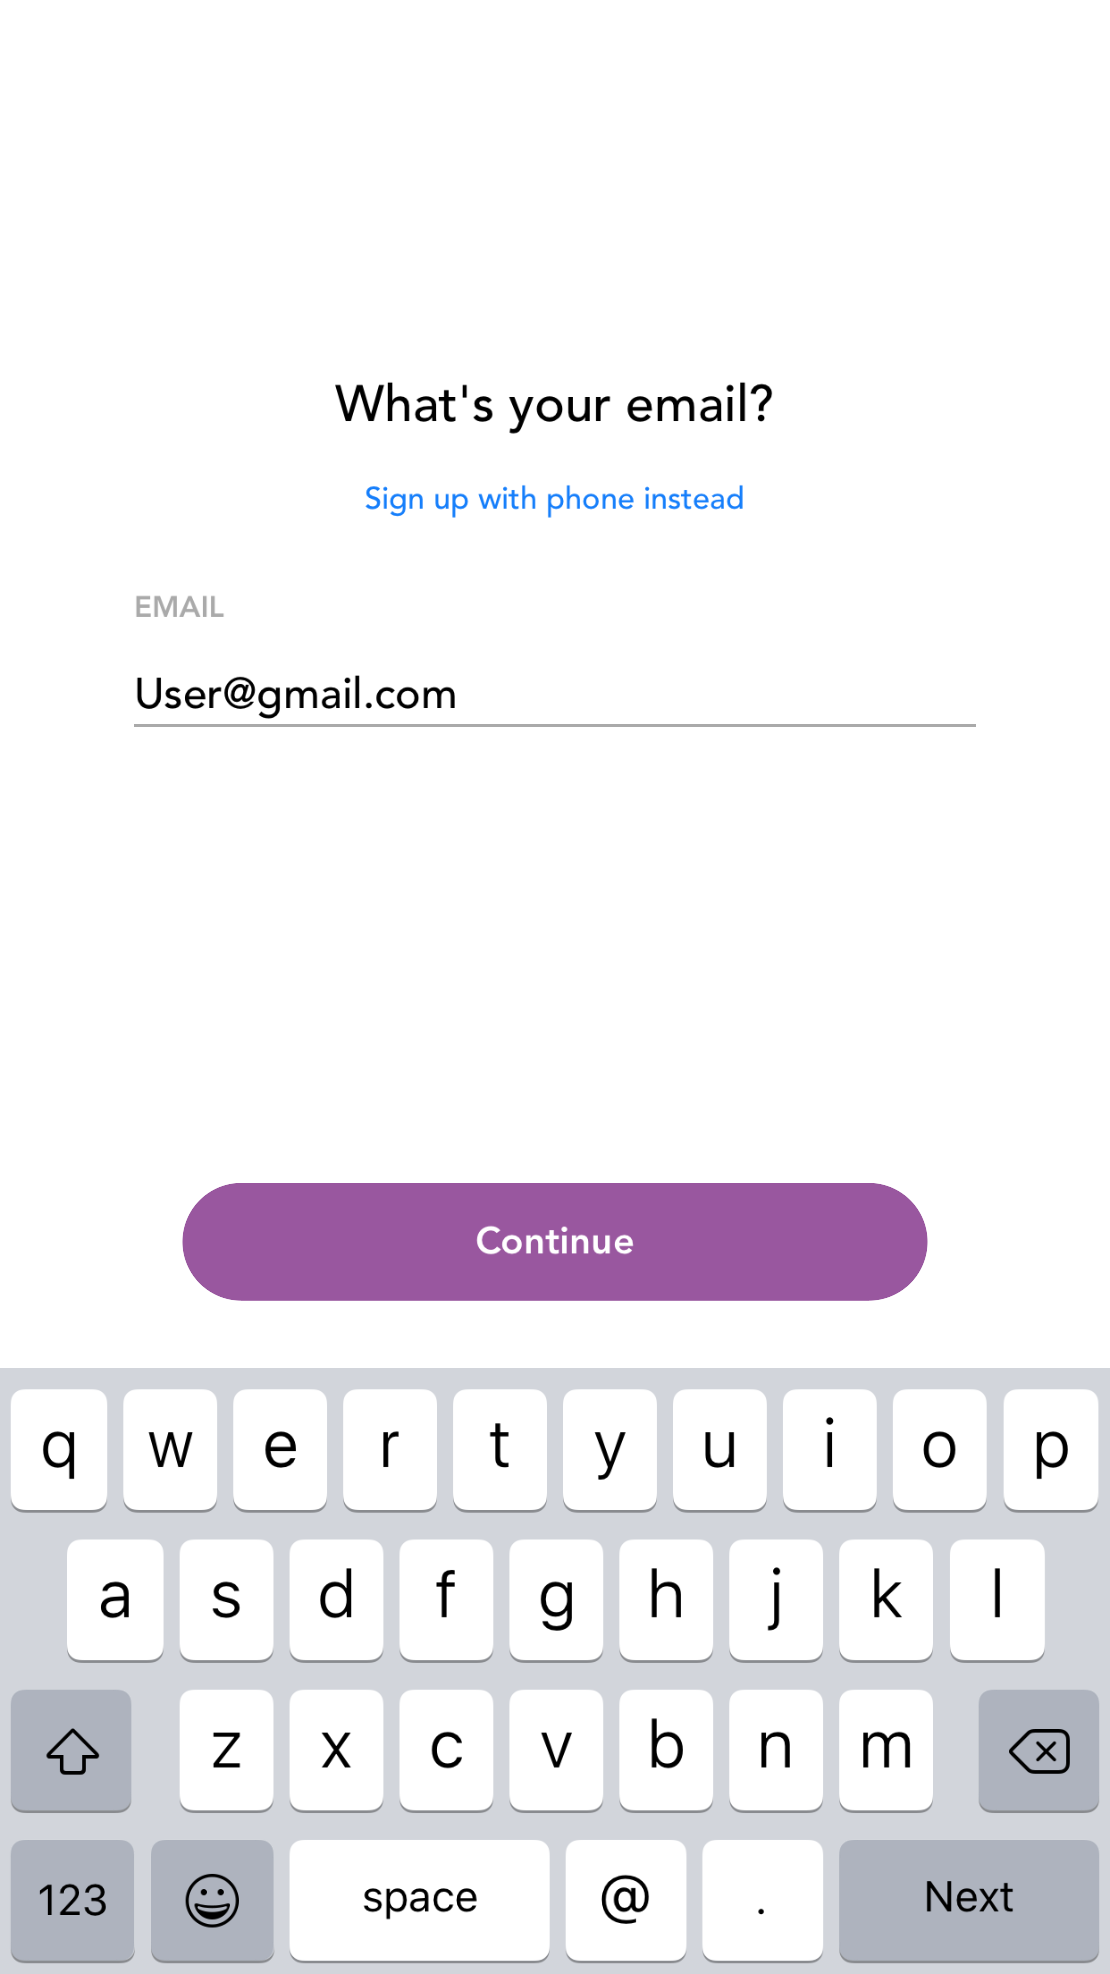 What's your email?
Sign up with phone instead
EMAIL
User@gmail.com
Continue
q w e r t y u i o p
a s d f g h j k l
z x c v b n m
123 space @ . Next